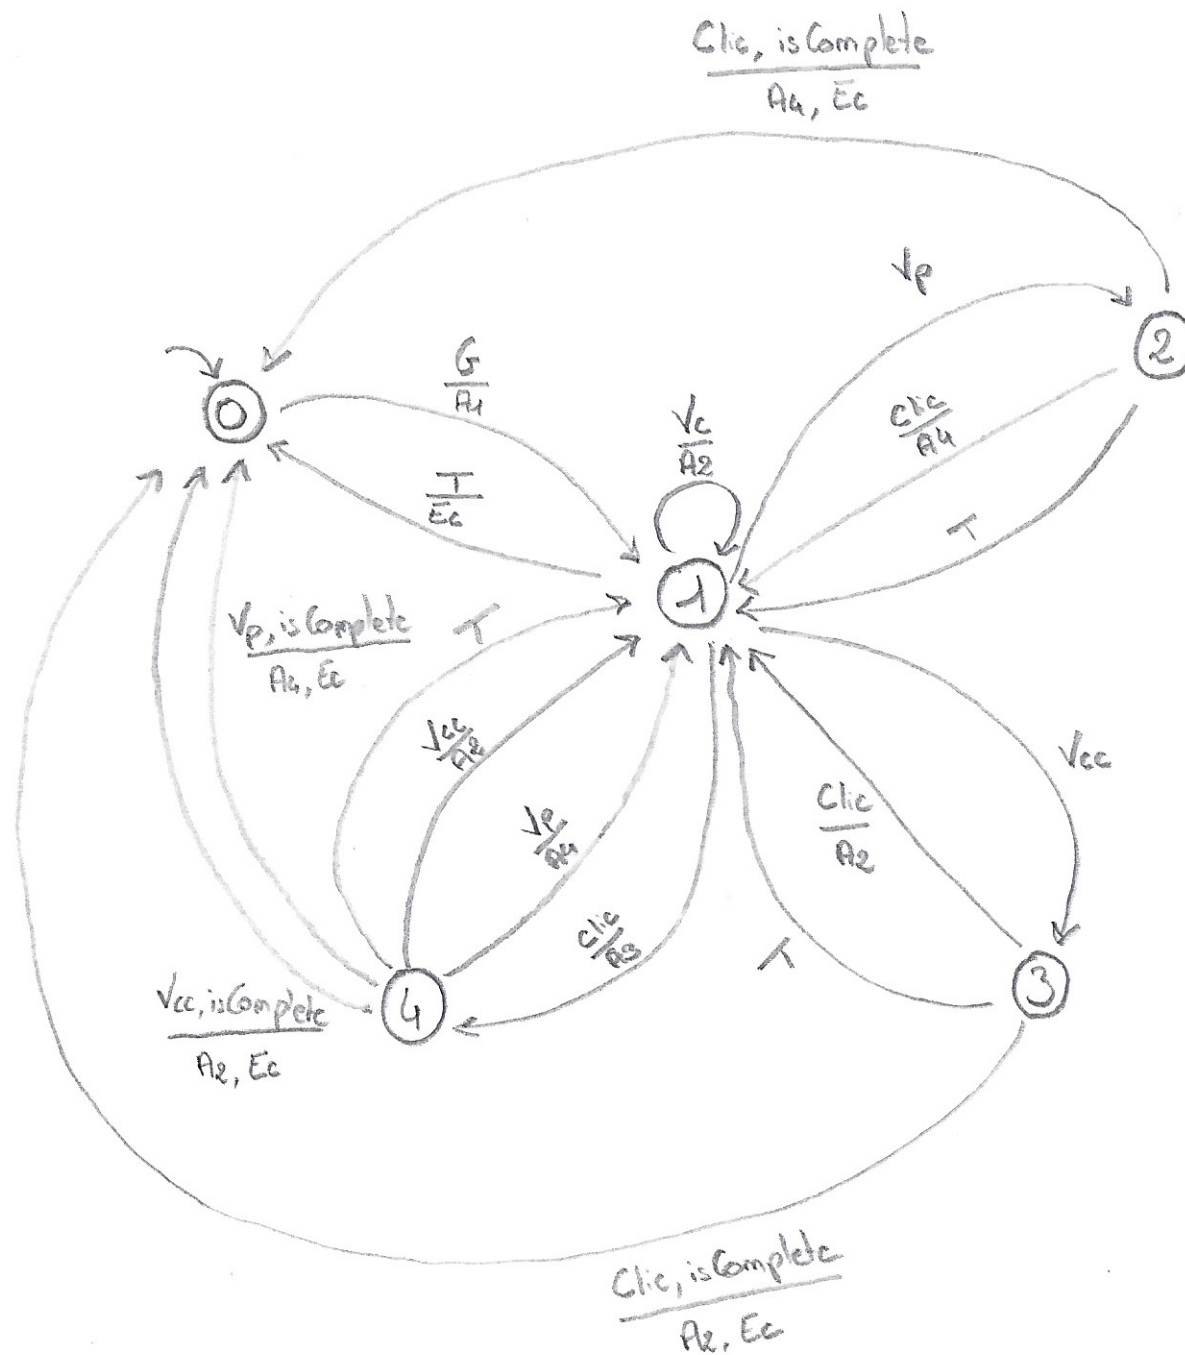 Clic, isComplete
A4, Ec
Vp
2
G
A1
0
Vc
A2
Clic
A4
T
Ec
T
1
Vp, isComplete
A4, Ec
T
Vcc
A2
Vcc
Vp
A4
Clic
A2
Clic
A3
T
3
4
Vcc, isComplete
A2, Ec
Clic, isComplete
A2, Ec